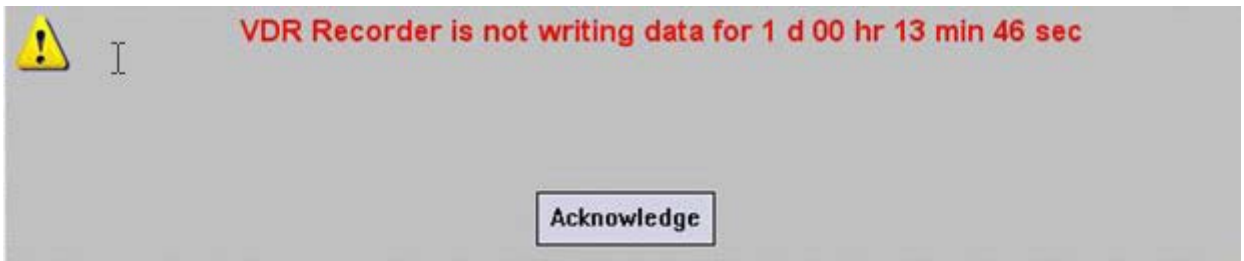 VDR Recorder is not writing data for 1 d 00 hr 13 min 46 sec
Acknowledge